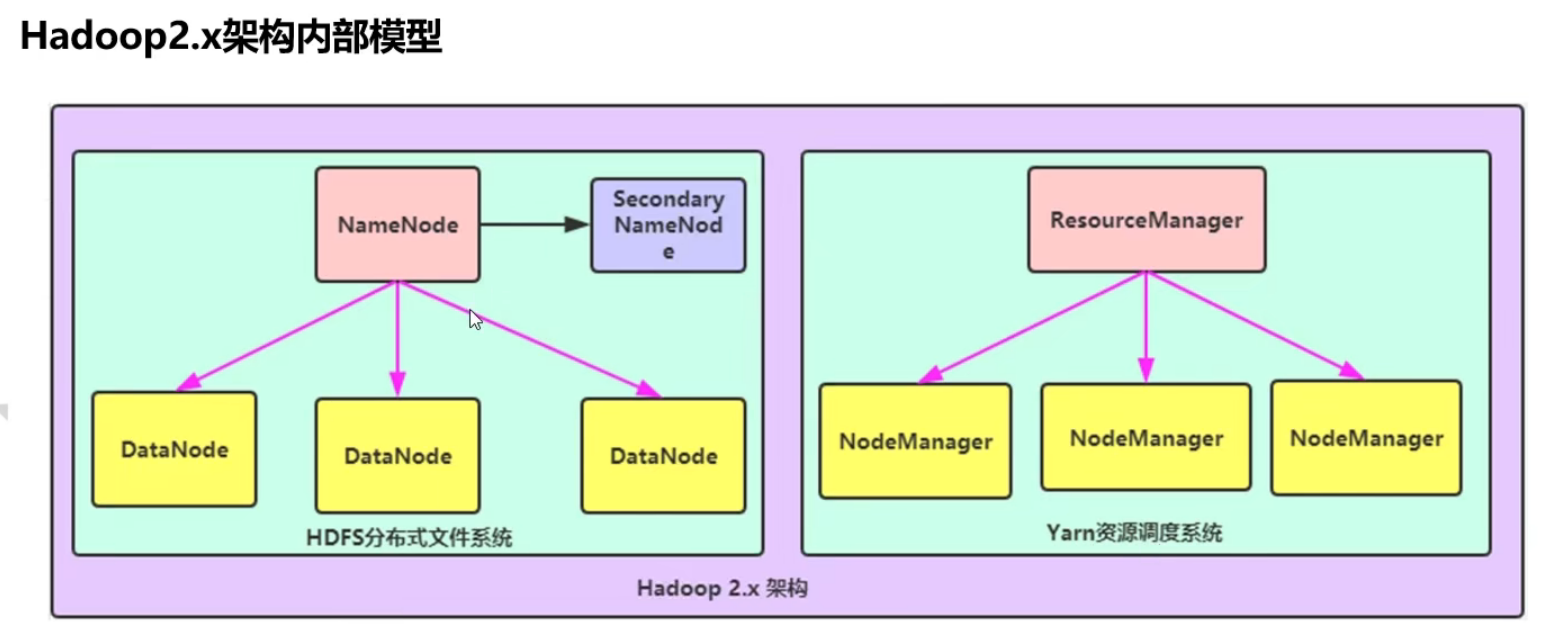 Hadoop2.x架构内部模型
NameNode
Secondary
NameNod
e
DataNode
DataNode
DataNode
HDFS分布式文件系统
ResourceManager
NodeManager
NodeManager
NodeManager
Yarn资源调度系统
Hadoop 2.x 架构